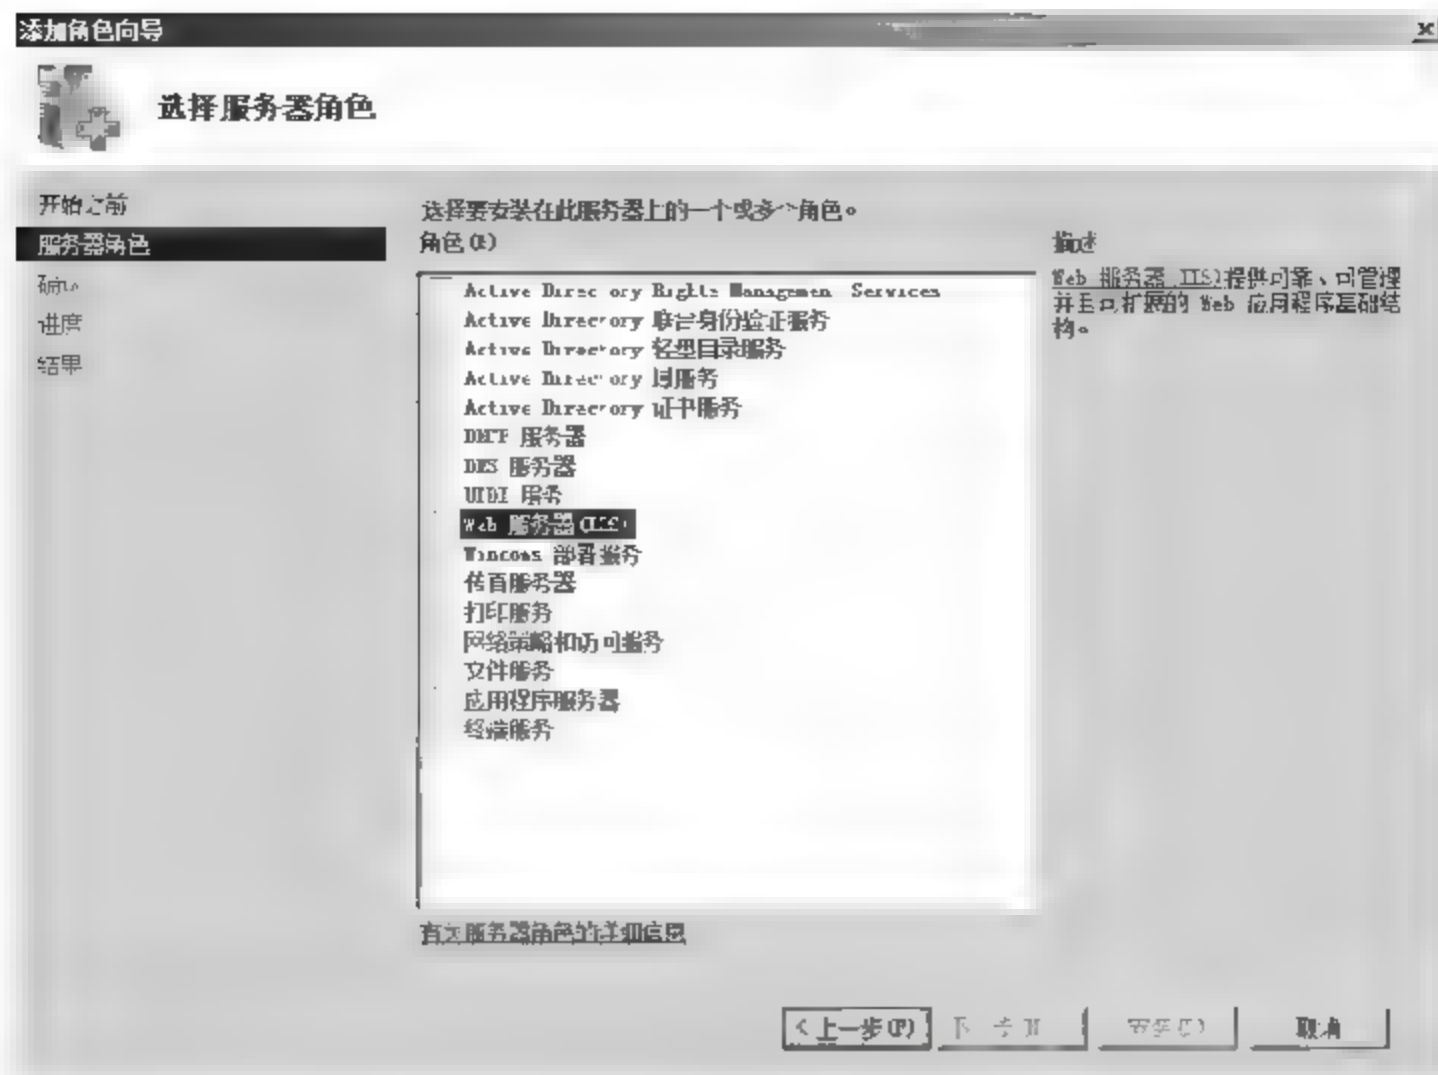 添加角色向导
选择服务器角色
开始之前
服务器角色
确认
进度
结果
选择要安装在此服务器上的一个或多个角色。
角色(R)
Active Directory Rights Management Services
Active Directory 联合身份验证服务
Active Directory 轻型目录服务
Active Directory 域服务
Active Directory 证书服务
DHCP 服务器
DNS 服务器
UDDI 服务
Web 服务器(IIS)
Windows 部署服务
传真服务器
打印服务
网络策略和访问服务
文件服务
应用程序服务器
终端服务
有关服务器角色的详细信息
描述
Web 服务器(IIS)提供可靠、可管理
并且可扩展的 Web 应用程序基础结
构。
< 上一步(P)
下一步(N)
安装(I)
取消